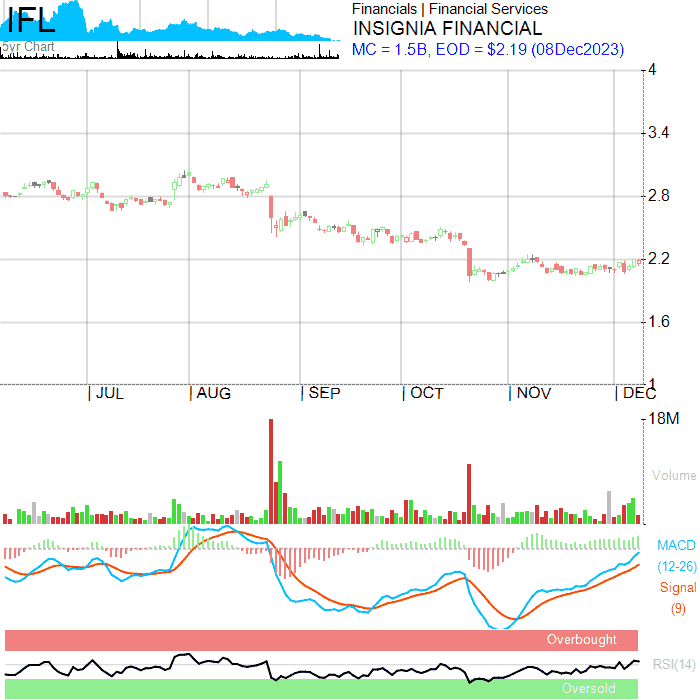 IFL
5yr Chart
Financials | Financial Services
INSIGNIA FINANCIAL
MC = 1.5B, EOD = $2.19 (08Dec2023)
4
3.4
2.8
2.2
1.6
1
JUL AUG SEP OCT NOV DEC
18M
Volume
MACD
(12-26)
Signal
(9)
Overbought
RSI(14)
Oversold